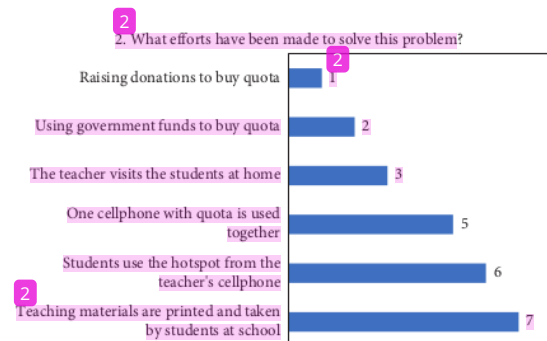 2
2. What efforts have been made to solve this problem?
2
Raising donations to buy quota 1
Using government funds to buy quota 2
The teacher visits the students at home 3
One cellphone with quota is used
together 5
Students use the hotspot from the
teacher's cellphone 6
2
Teaching materials are printed and taken
by students at school 7